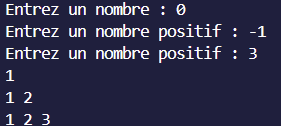 Entrez un nombre : 0
Entrez un nombre positif : -1
Entrez un nombre positif : 3
1
1 2
1 2 3